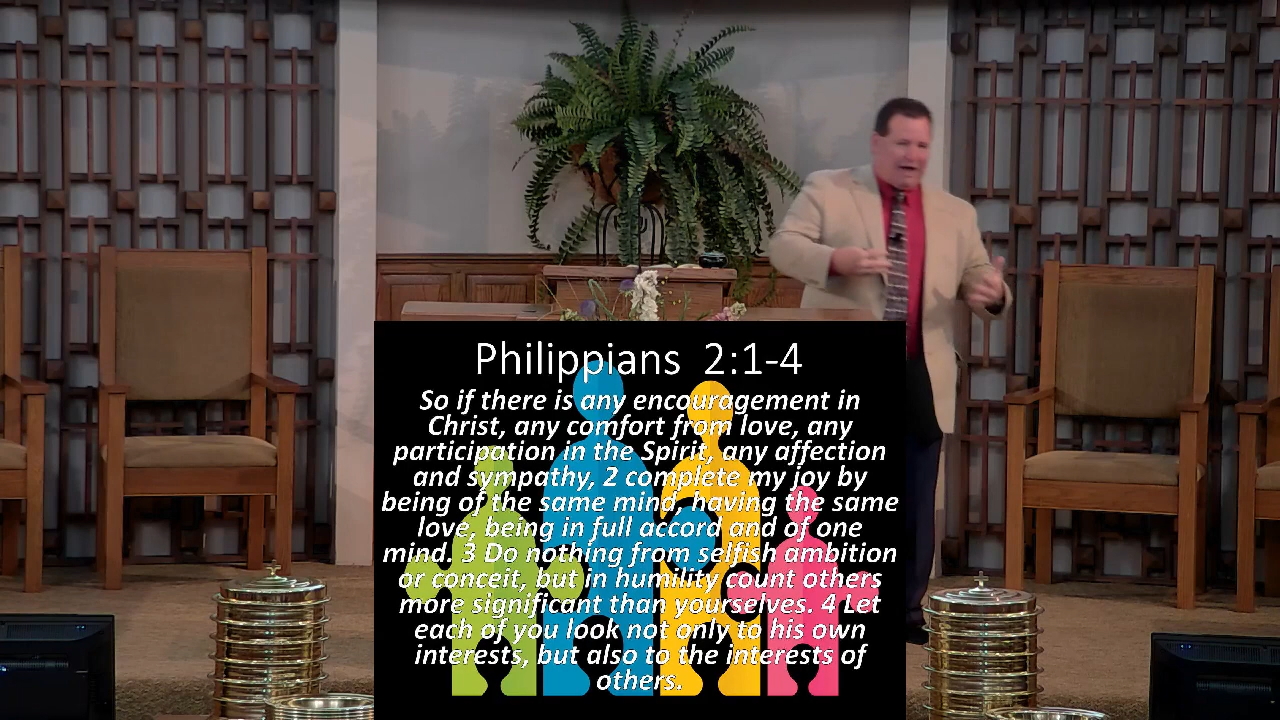 Philippians 2:1-4
So if there is any encouragement in
Christ, any comfort from love, any
participation in the Spirit, any affection
and sympathy, 2 complete my joy by
being of the same mind, having the same
love, being in full accord and of one
mind. 3 Do nothing from selfish ambition
or conceit, but in humility count others
more significant than yourselves. 4 Let
each of you look not only to his own
interests, but also to the interests of
others.